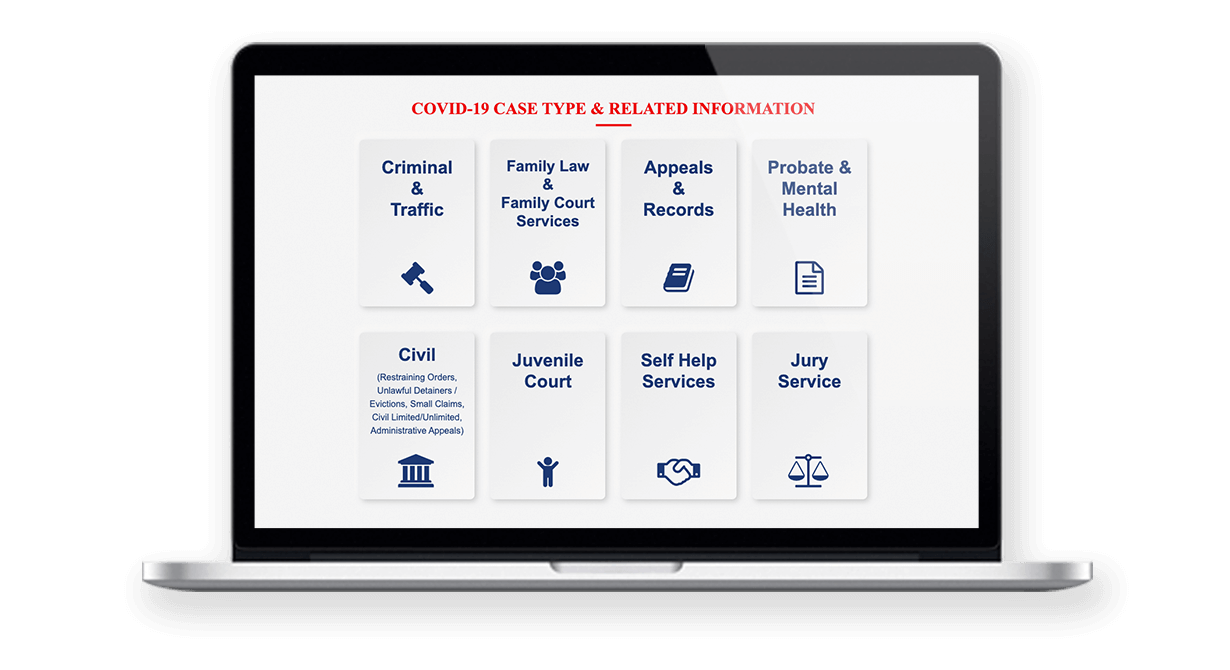 COVID-19 CASE TYPE & RELATED INFORMATION
Criminal
&
Traffic
Family Law
&
Family Court
Services
Appeals
&
Records
Probate &
Mental
Health
Civil
(Restraining Orders,
Unlawful Detainers /
Evictions, Small Claims,
Civil Limited/Unlimited,
Administrative Appeals)
Juvenile
Court
Self Help
Services
Jury
Service